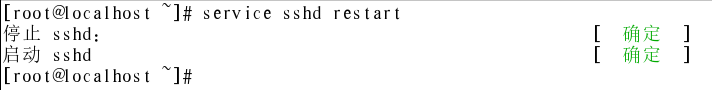 [root@localhost ~]# service sshd restart
停止 sshd： [ 确定 ]
启动 sshd [ 确定 ]
[root@localhost ~]#